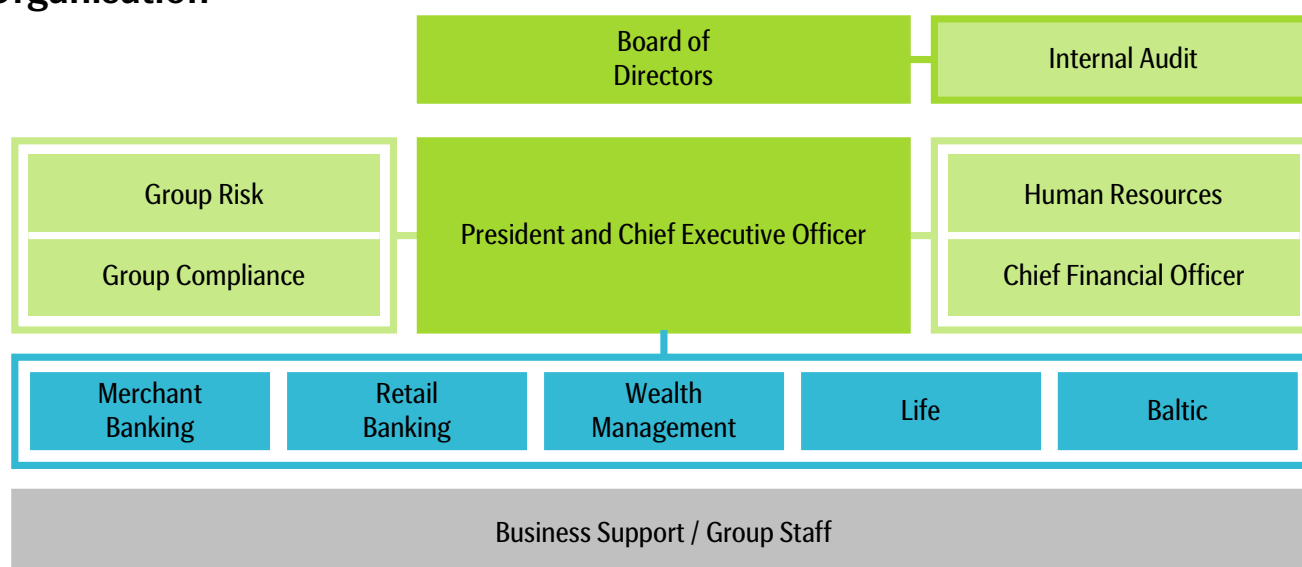 organisation
Board of
Directors
Internal Audit
Group Risk
Group Compliance
President and Chief Executive Officer
Human Resources
Chief Financial Officer
Merchant
Banking
Retail
Banking
Wealth
Management
Life
Baltic
Business Support / Group Staff